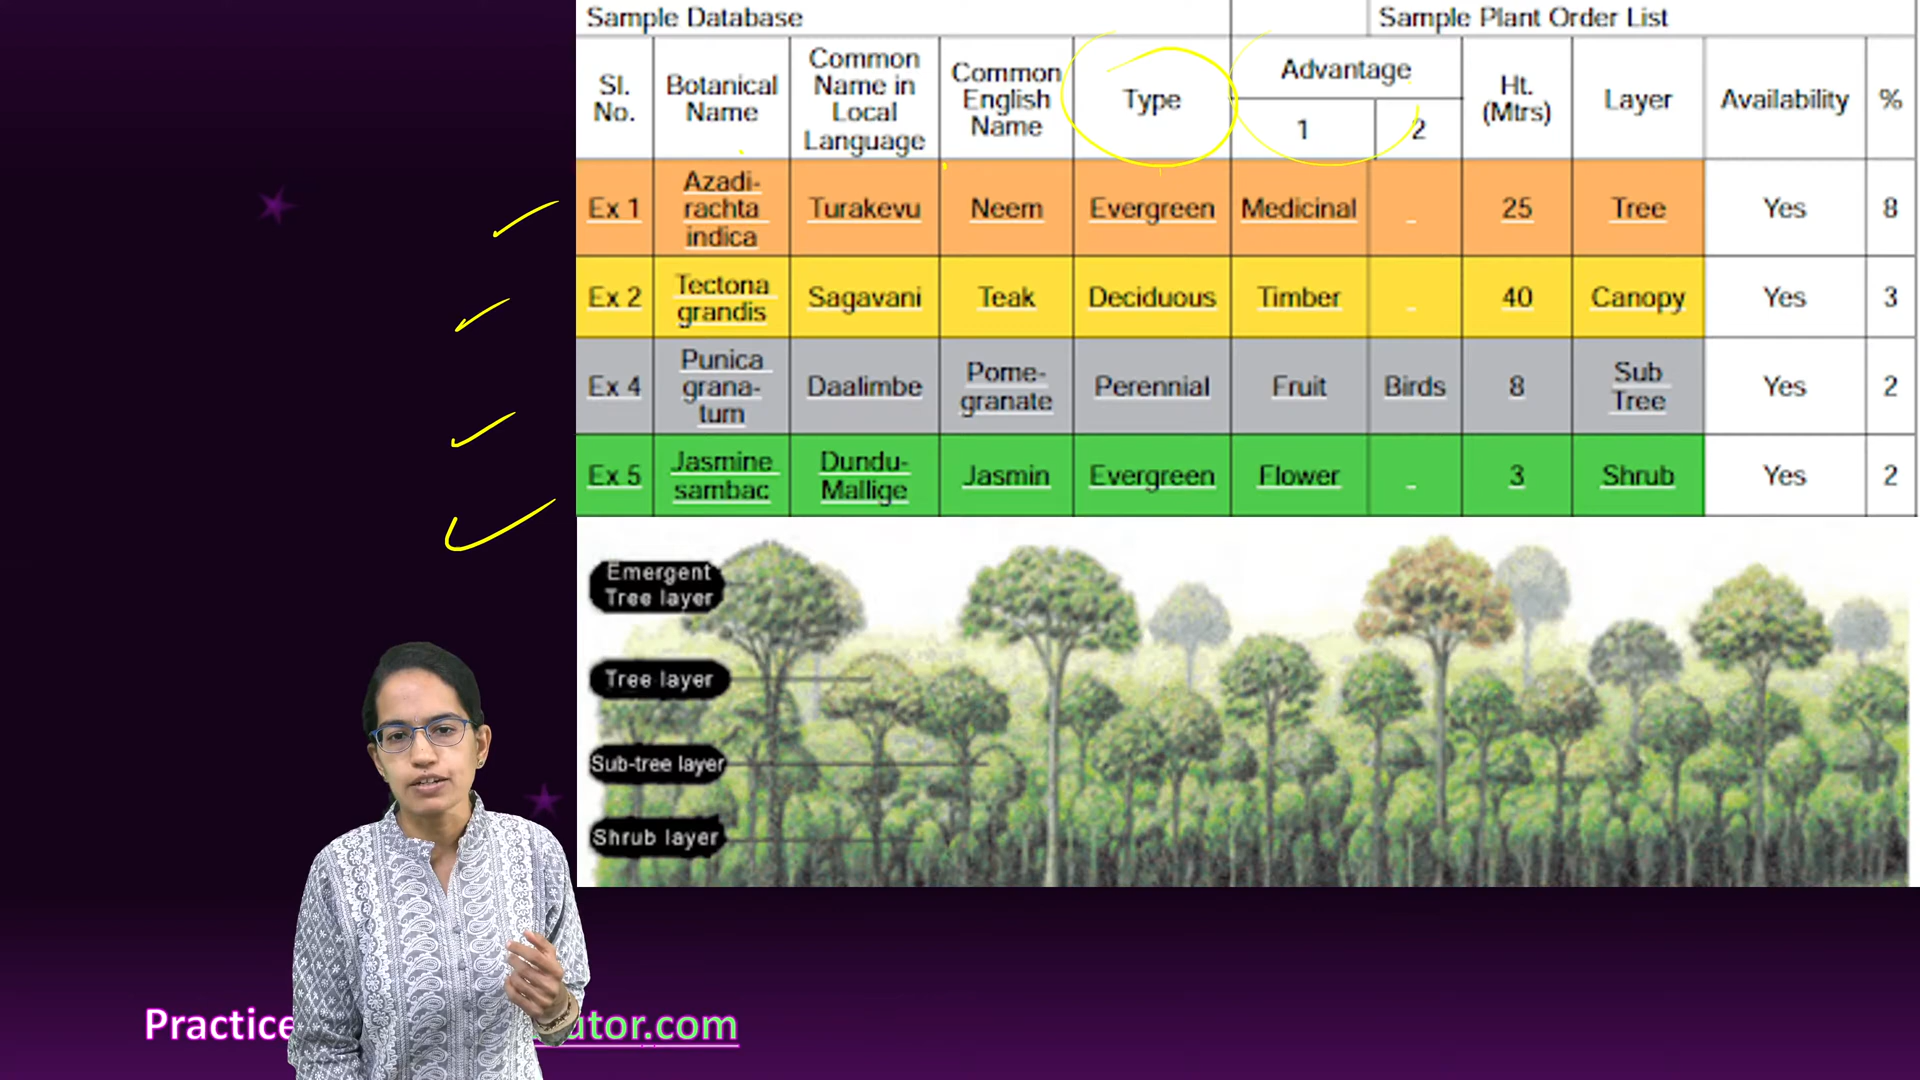 Sample Database
Sample Plant Order List
Sl. No.
Botanical Name
Common Name in Local Language
Common English Name
Type
Advantage
1
2
Ht. (Mtrs)
Layer
Availability
%
Ex 1
Azadi-
rachta
indica
Turakevu
Neem
Evergreen
Medicinal
-
25
Tree
Yes
8
Ex 2
Tectona
grandis
Sagavani
Teak
Deciduous
Timber
-
40
Canopy
Yes
3
Ex 4
Punica
grana-
tum
Daalimbe
Pome-
granate
Perennial
Fruit
Birds
8
Sub
Tree
Yes
2
Ex 5
Jasmine
sambac
Dundu-
Mallige
Jasmin
Evergreen
Flower
-
3
Shrub
Yes
2
Emergent
Tree layer
Tree layer
Sub-tree layer
Shrub layer
Practice utor.com